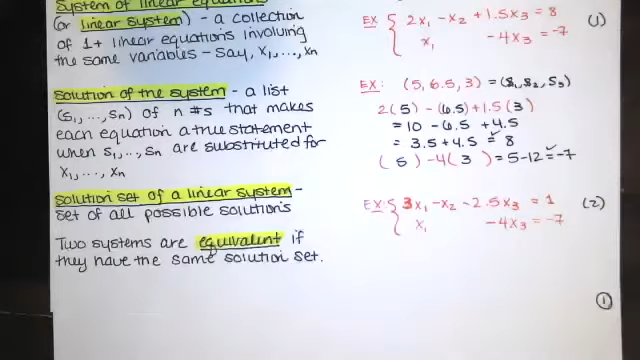 System of linear equations
(or linear system) - a collection
of 1+ linear equations involving
the same variables - say, x₁, ..., xₙ
Solution of the system - a list
(s₁, ..., sₙ) of n #s that makes
each equation a true statement
when s₁, ..., sₙ are substituted for
x₁, ..., xₙ
Solution set of a linear system -
set of all possible solutions
Two systems are equivalent if
they have the same solution set.
EX { 2x₁ - x₂ + 1.5x₃ = 8 (1)
x₁ - 4x₃ = -7
EX: (5, 6.5, 3) = (s₁, s₂, s₃)
2(5) - (6.5) + 1.5(3)
= 10 - 6.5 + 4.5
= 3.5 + 4.5 =✓ 8
(5) - 4(3) = 5 - 12 =✓ -7
EX: { 3x₁ - x₂ - 2.5x₃ = 1 (2)
x₁ - 4x₃ = -7
①